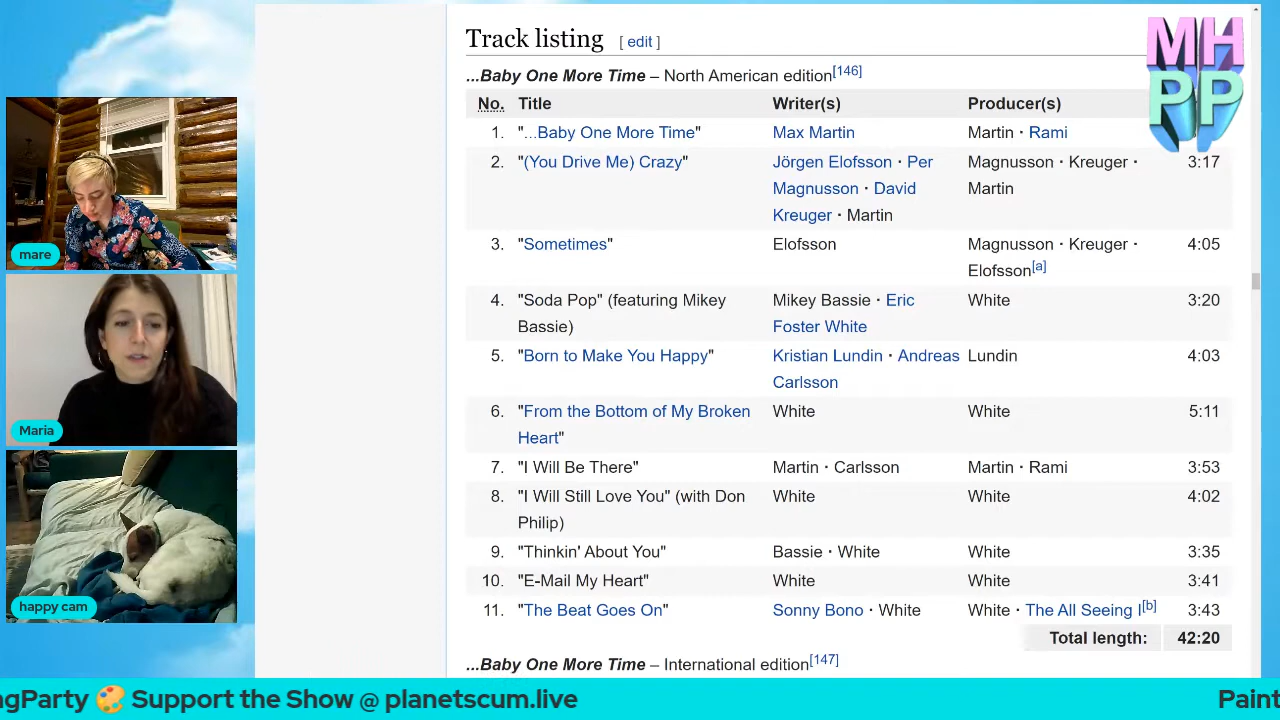 Track listing [ edit ]
...Baby One More Time – North American edition[146]
No. Title Writer(s) Producer(s)
1. "...Baby One More Time" Max Martin Martin · Rami
2. "(You Drive Me) Crazy" Jörgen Elofsson · Per Magnusson · David Kreuger · Martin Magnusson · Kreuger · Martin 3:17
3. "Sometimes" Elofsson Magnusson · Kreuger · Elofsson[a] 4:05
4. "Soda Pop" (featuring Mikey Bassie) Mikey Bassie · Eric Foster White White 3:20
5. "Born to Make You Happy" Kristian Lundin · Andreas Carlsson Lundin 4:03
6. "From the Bottom of My Broken Heart" White White 5:11
7. "I Will Be There" Martin · Carlsson Martin · Rami 3:53
8. "I Will Still Love You" (with Don Philip) White White 4:02
9. "Thinkin' About You" Bassie · White White 3:35
10. "E-Mail My Heart" White White 3:41
11. "The Beat Goes On" Sonny Bono · White White · The All Seeing I[b] 3:43
Total length: 42:20
...Baby One More Time – International edition[147]
MH
PP
mare
Maria
happy cam
ngParty 🎨 Support the Show @ planetscum.live
Paint